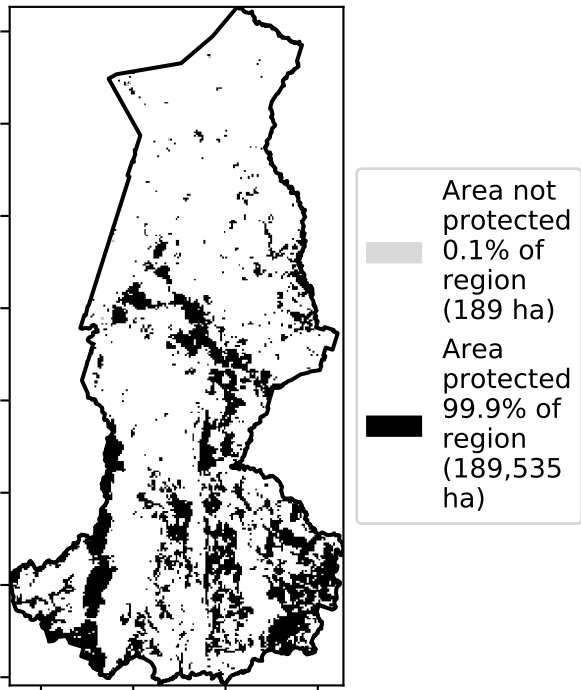 Area not
protected
0.1% of
region
(189 ha)
Area
protected
99.9% of
region
(189,535
ha)